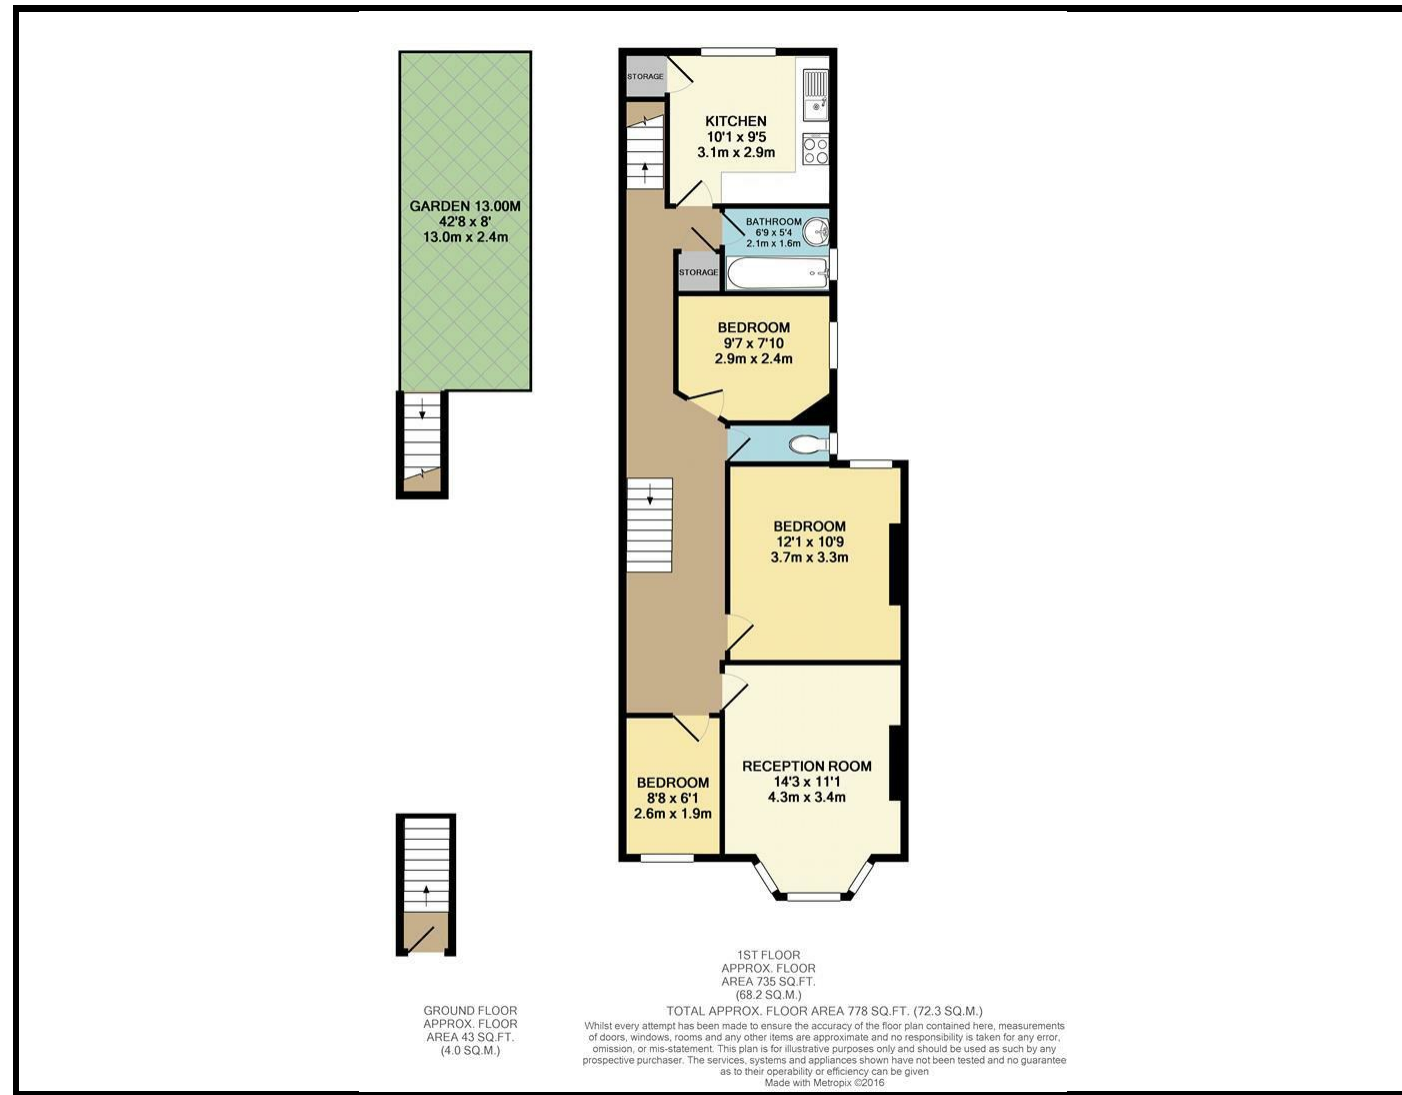 STORAGE
KITCHEN
10'1 x 9'5
3.1m x 2.9m
GARDEN 13.00M
42'8 x 8'
13.0m x 2.4m
BATHROOM
6'9 x 5'4
2.1m x 1.6m
STORAGE
BEDROOM
9'7 x 7'10
2.9m x 2.4m
BEDROOM
12'1 x 10'9
3.7m x 3.3m
RECEPTION ROOM
14'3 x 11'1
4.3m x 3.4m
BEDROOM
8'8 x 6'1
2.6m x 1.9m
1ST FLOOR
APPROX. FLOOR
AREA 735 SQ.FT.
(68.2 SQ.M.)
GROUND FLOOR
APPROX. FLOOR
AREA 43 SQ.FT.
(4.0 SQ.M.)
TOTAL APPROX. FLOOR AREA 778 SQ.FT. (72.3 SQ.M.)
Whilst every attempt has been made to ensure the accuracy of the floor plan contained here, measurements
of doors, windows, rooms and any other items are approximate and no responsibility is taken for any error,
omission, or mis-statement. This plan is for illustrative purposes only and should be used as such by any
prospective purchaser. The services, systems and appliances shown have not been tested and no guarantee
as to their operability or efficiency can be given
Made with Metropix ©2016